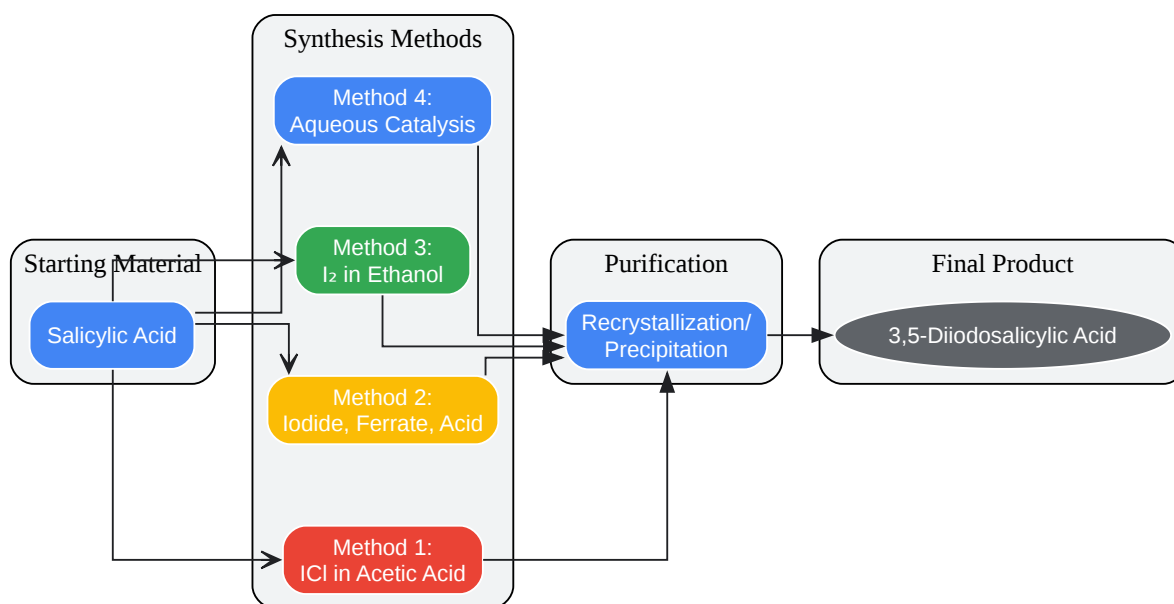 Synthesis Methods
Method 4:
Aqueous Catalysis
Method 3:
I₂ in Ethanol
Starting Material
Salicylic Acid
Method 2:
Iodide, Ferrate, Acid
Method 1:
ICl in Acetic Acid
Purification
Recrystallization/
Precipitation
Final Product
3,5-Diiodosalicylic Acid